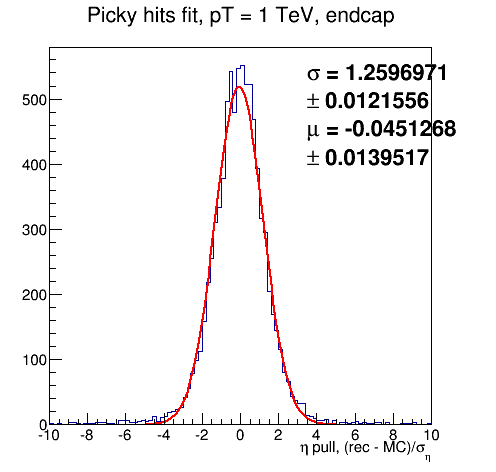 Picky hits fit, pT = 1 TeV, endcap
σ = 1.2596971
± 0.0121556
μ = -0.0451268
± 0.0139517
500
400
300
200
100
0
-10 -8 -6 -4 -2 0 2 4 6 8 10
η pull, (rec - MC)/σ_η